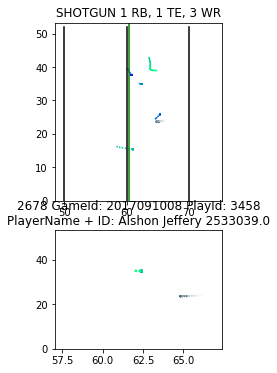 SHOTGUN 1 RB, 1 TE, 3 WR
50
40
30
20
10
0
50 60 70
2678 GameId: 2017091008 PlayId: 3458
PlayerName + ID: Alshon Jeffery 2533039.0
40
20
0
57.5 60.0 62.5 65.0